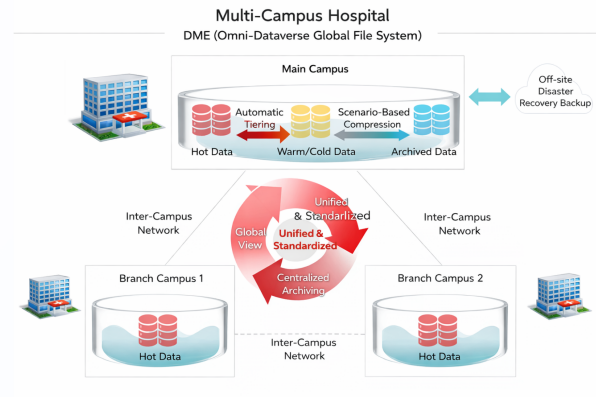 Multi-Campus Hospital
DME (Omni-Dataverse Global File System)
Main Campus
Automatic
Tiering
Scenario-Based
Compression
Hot Data
Warm/Cold Data
Archived Data
Off-site
Disaster
Recovery Backup
Inter-Campus
Network
Global
View
Unified
& Standarlized
Unified &
Standardized
Centralized
Archiving
Inter-Campus
Network
Branch Campus 1
Hot Data
Inter-Campus
Network
Branch Campus 2
Hot Data